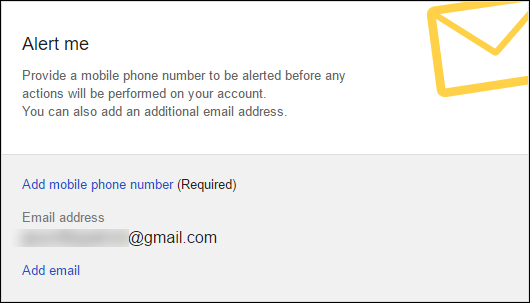 Alert me
Provide a mobile phone number to be alerted before any
actions will be performed on your account.
You can also add an additional email address.
Add mobile phone number (Required)
Email address
@gmail.com
Add email